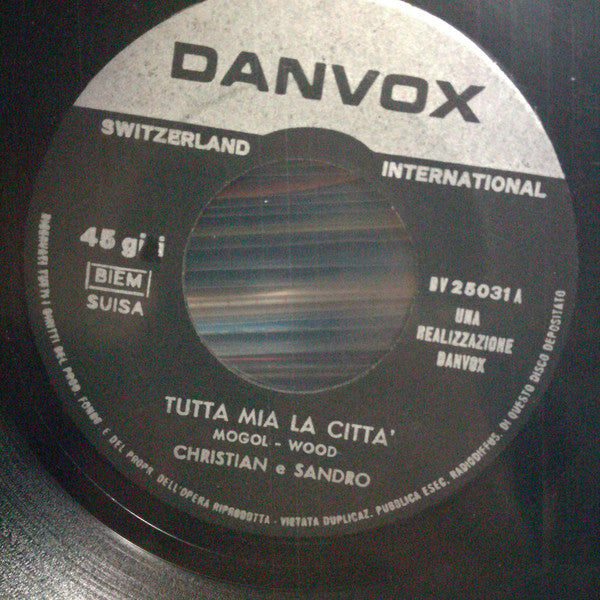 DANVOX
SWITZERLAND
INTERNATIONAL
45 giri
BIEM
SUISA
DV 25031 A
UNA
REALIZZAZIONE
DANVOX
TUTTA MIA LA CITTA'
MOGOL - WOOD
CHRISTIAN e SANDRO
TUTTI I DIRITTI DEL PROD. FONOGR. E DEL PROPR. DELL'OPERA RIPRODOTTA - VIETATA DUPLICAZ. PUBBLICA ESEC. RADIODIFFUS. DI QUESTO DISCO DEPOSITATO